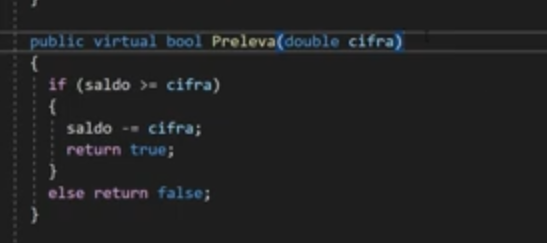 }
public virtual bool Preleva(double cifra)
{
if (saldo >= cifra)
{
saldo -= cifra;
return true;
}
else return false;
}